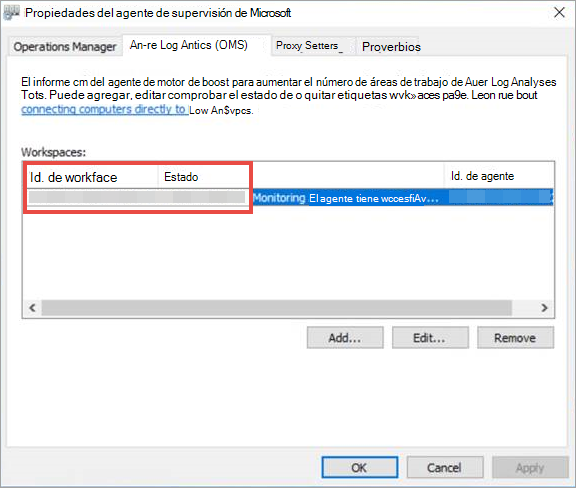 Propiedades del agente de supervisión de Microsoft
Operations Manager An-re Log Antics (OMS) Proxy Setters_ Proverbios
El informe cm del agente de motor de boost para aumentar el número de áreas de trabajo de Auer Log Analyses
Tots. Puede agregar, editar comprobar el estado de o quitar etiquetas wvk»aces pa9e. Leon rue bout
connecting computers directly to Low An$vpcs.
Workspaces:
Id. de workface Estado Id. de agente
Monitoring El agente tiene wccesfiAv...
Add... Edit... Remove
OK Cancel Apply